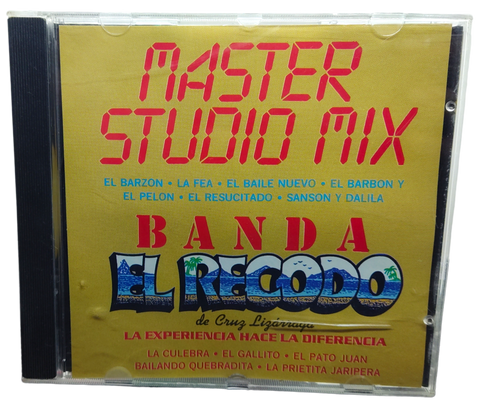 MASTER
STUDIO MIX
EL BARZON • LA FEA • EL BAILE NUEVO • EL BARBON Y
EL PELON • EL RESUCITADO • SANSON Y DALILA
BANDA
EL RECODO
de Cruz Lizárraga
LA EXPERIENCIA HACE LA DIFERENCIA
LA CULEBRA • EL GALLITO • EL PATO JUAN
BAILANDO QUEBRADITA • LA PRIETITA JARIPERA